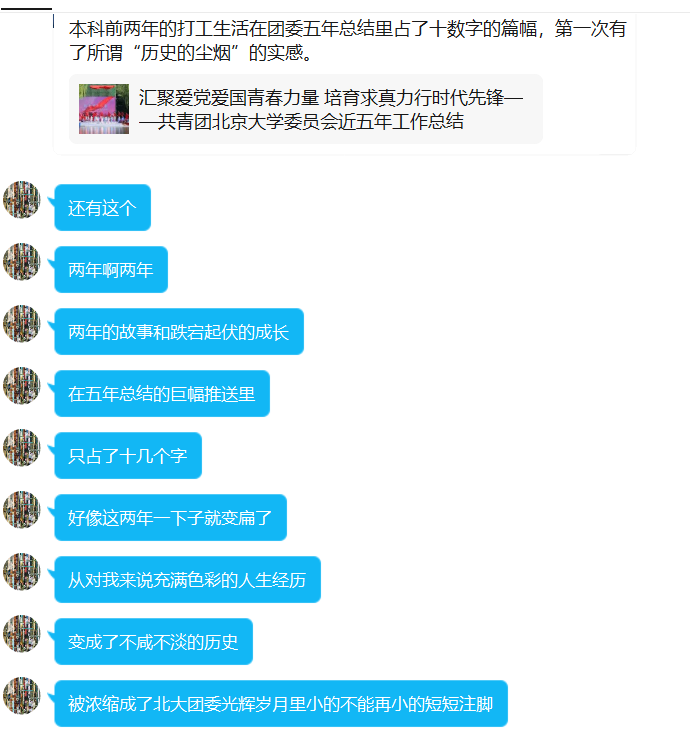 本科前两年的打工生活在团委五年总结里占了十数字的篇幅，第一次有
了所谓“历史的尘烟”的实感。
汇聚爱党爱国青春力量 培育求真力行时代先锋—
—共青团北京大学委员会近五年工作总结
还有这个
两年啊两年
两年的故事和跌宕起伏的成长
在五年总结的巨幅推送里
只占了十几个字
好像这两年一下子就变扁了
从对我来说充满色彩的人生经历
变成了不咸不淡的历史
被浓缩成了北大团委光辉岁月里小的不能再小的短短注脚